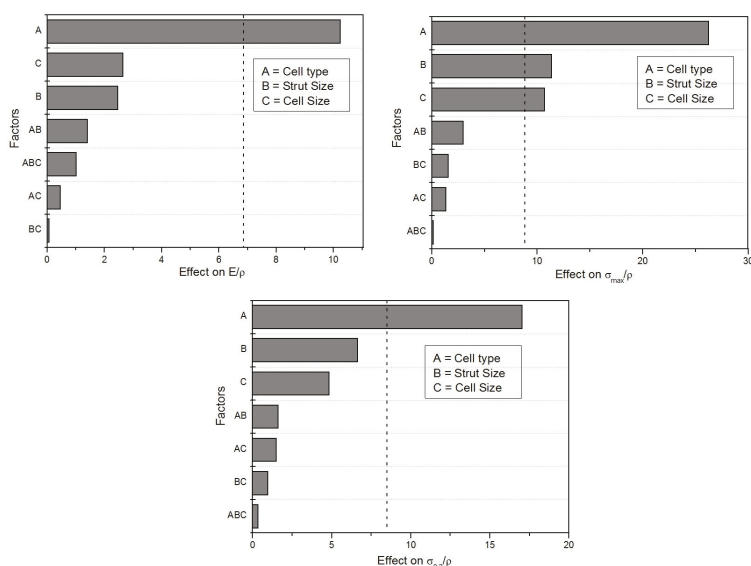 A
C
B
AB
ABC
AC
BC
Factors
A = Cell type
B = Strut Size
C = Cell Size
0 2 4 6 8 10
Effect on E/ρ
A
B
C
AB
BC
AC
ABC
Factors
A = Cell type
B = Strut Size
C = Cell Size
0 10 20 30
Effect on σmax/ρ
A
B
C
AB
AC
BC
ABC
Factors
A = Cell type
B = Strut Size
C = Cell Size
0 5 10 15 20
Effect on σ /ρ